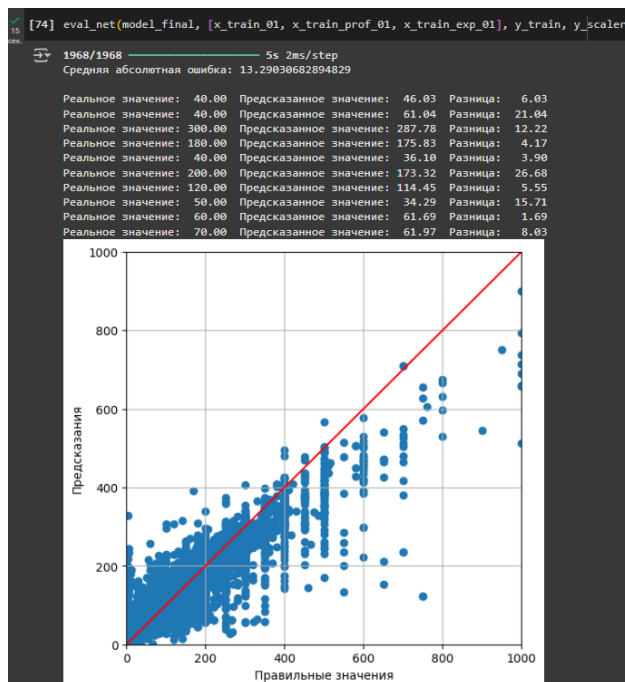 [74] eval_net(model_final, [x_train_01, x_train_prof_01, x_train_exp_01], y_train, y_scaler
15
сек.
1968/1968 ━━━━━━━━━━━━━━━━━━━━ 5s 2ms/step
Средняя абсолютная ошибка: 13.29030682894829
Реальное значение: 40.00 Предсказанное значение: 46.03 Разница: 6.03
Реальное значение: 40.00 Предсказанное значение: 61.04 Разница: 21.04
Реальное значение: 300.00 Предсказанное значение: 287.78 Разница: 12.22
Реальное значение: 180.00 Предсказанное значение: 175.83 Разница: 4.17
Реальное значение: 40.00 Предсказанное значение: 36.10 Разница: 3.90
Реальное значение: 200.00 Предсказанное значение: 173.32 Разница: 26.68
Реальное значение: 120.00 Предсказанное значение: 114.45 Разница: 5.55
Реальное значение: 50.00 Предсказанное значение: 34.29 Разница: 15.71
Реальное значение: 60.00 Предсказанное значение: 61.69 Разница: 1.69
Реальное значение: 70.00 Предсказанное значение: 61.97 Разница: 8.03
1000
800
600
400
200
0
Предсказания
0 200 400 600 800 1000
Правильные значения